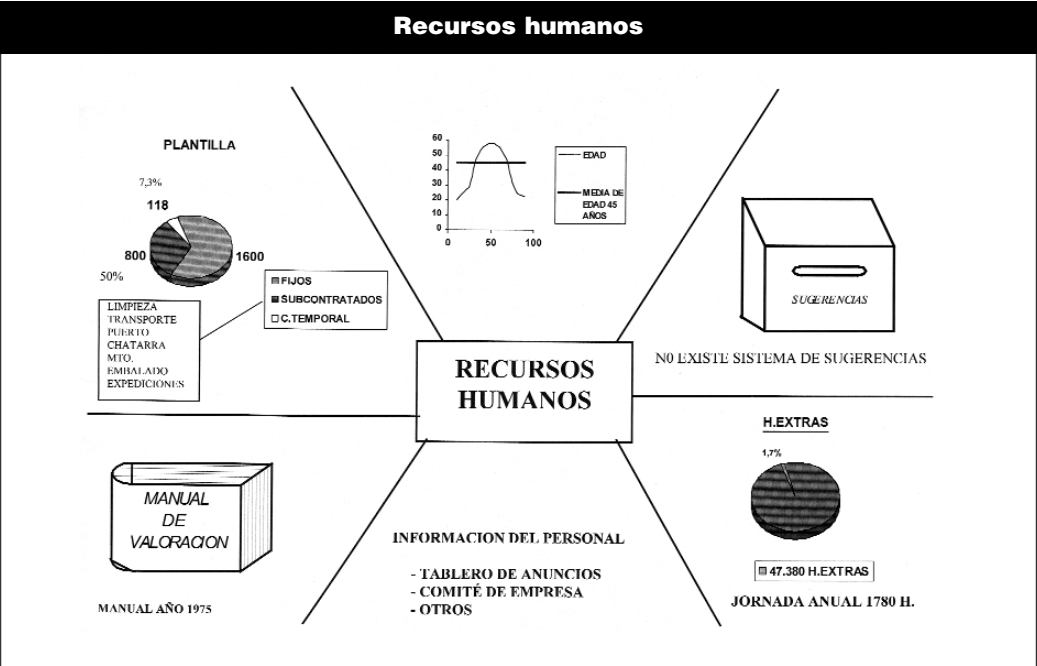 Recursos humanos
PLANTILLA
7,3%
118
800
1600
50%
FIJOS
SUBCONTRATADOS
C.TEMPORAL
LIMPIEZA
TRANSPORTE
PUERTO
CHATARRA
MTO.
EMBALADO
EXPEDICIONES
60
50
40
30
20
10
0
0 50 100
EDAD
MEDIA DE
EDAD 45
AÑOS
SUGERENCIAS
N0 EXISTE SISTEMA DE SUGERENCIAS
RECURSOS
HUMANOS
MANUAL
DE
VALORACION
MANUAL AÑO 1975
INFORMACION DEL PERSONAL
- TABLERO DE ANUNCIOS
- COMITÉ DE EMPRESA
- OTROS
H.EXTRAS
1,7%
47.380 H.EXTRAS
JORNADA ANUAL 1780 H.